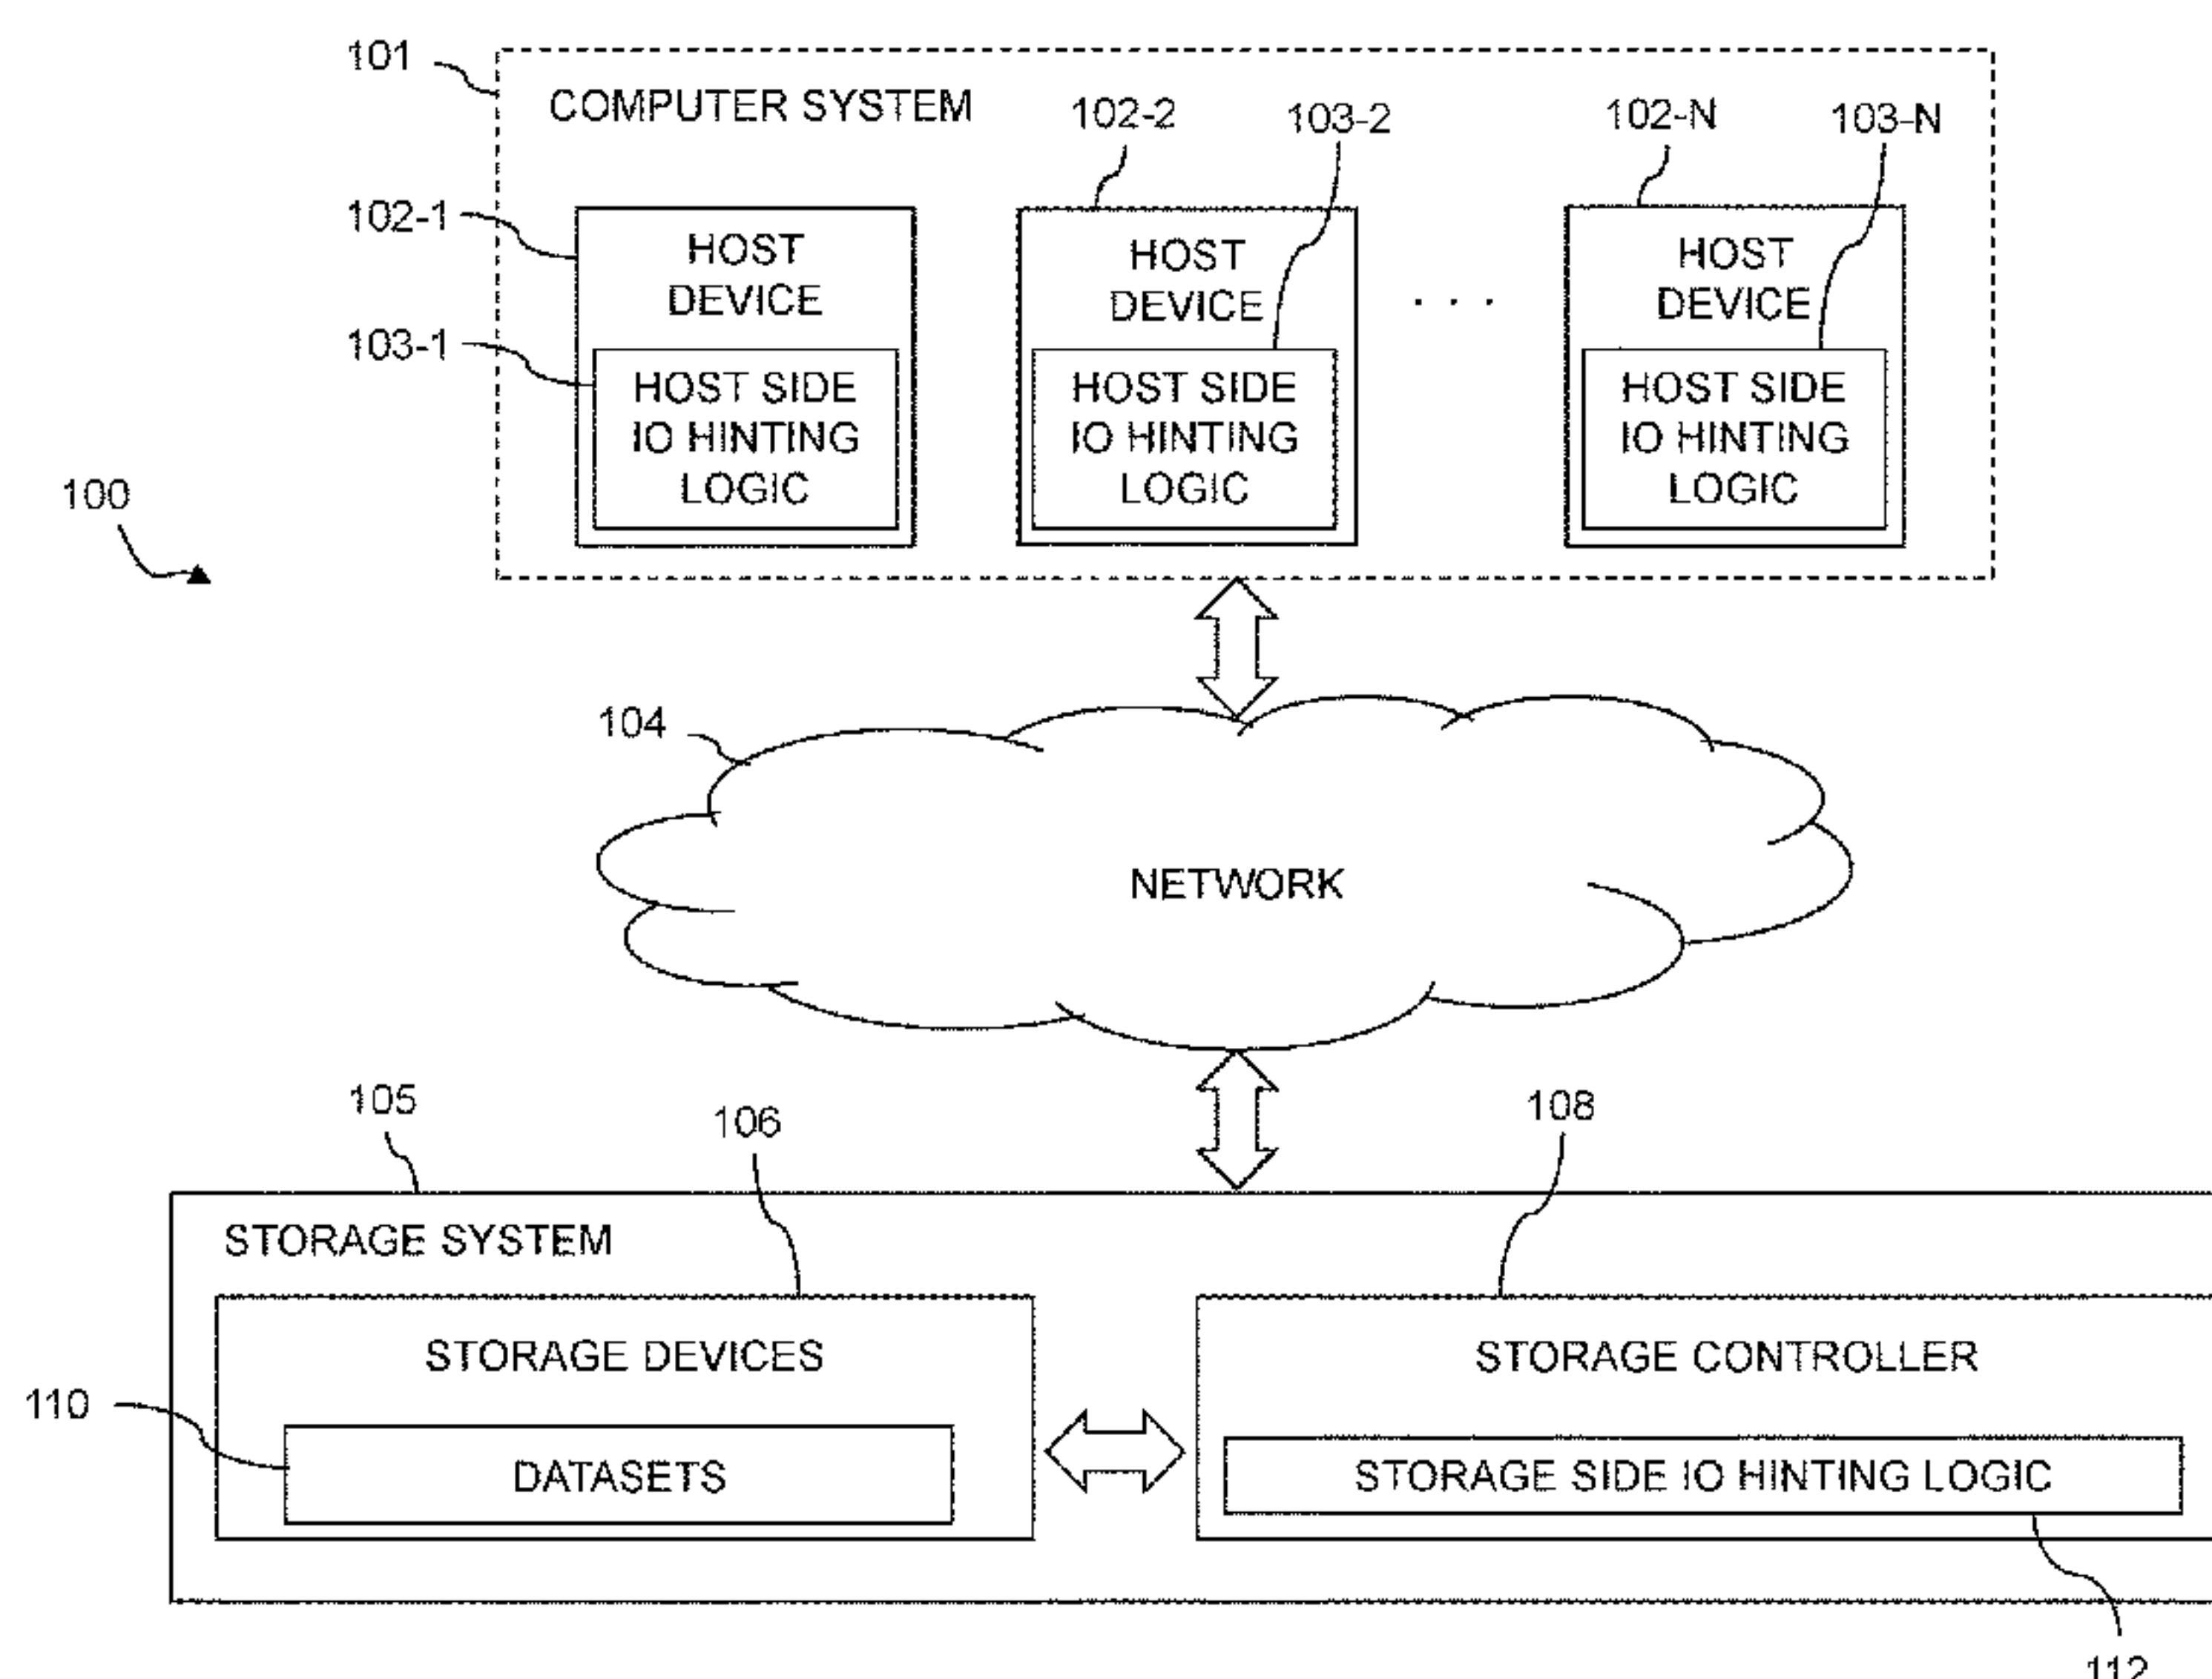 101
COMPUTER SYSTEM
102-2
103-2
102-N
103-N
102-1
HOST
DEVICE
HOST
DEVICE
. . .
HOST
DEVICE
103-1
HOST SIDE
IO HINTING
LOGIC
HOST SIDE
IO HINTING
LOGIC
HOST SIDE
IO HINTING
LOGIC
100
104
NETWORK
105
106
108
STORAGE SYSTEM
STORAGE DEVICES
STORAGE CONTROLLER
110
DATASETS
STORAGE SIDE IO HINTING LOGIC
112